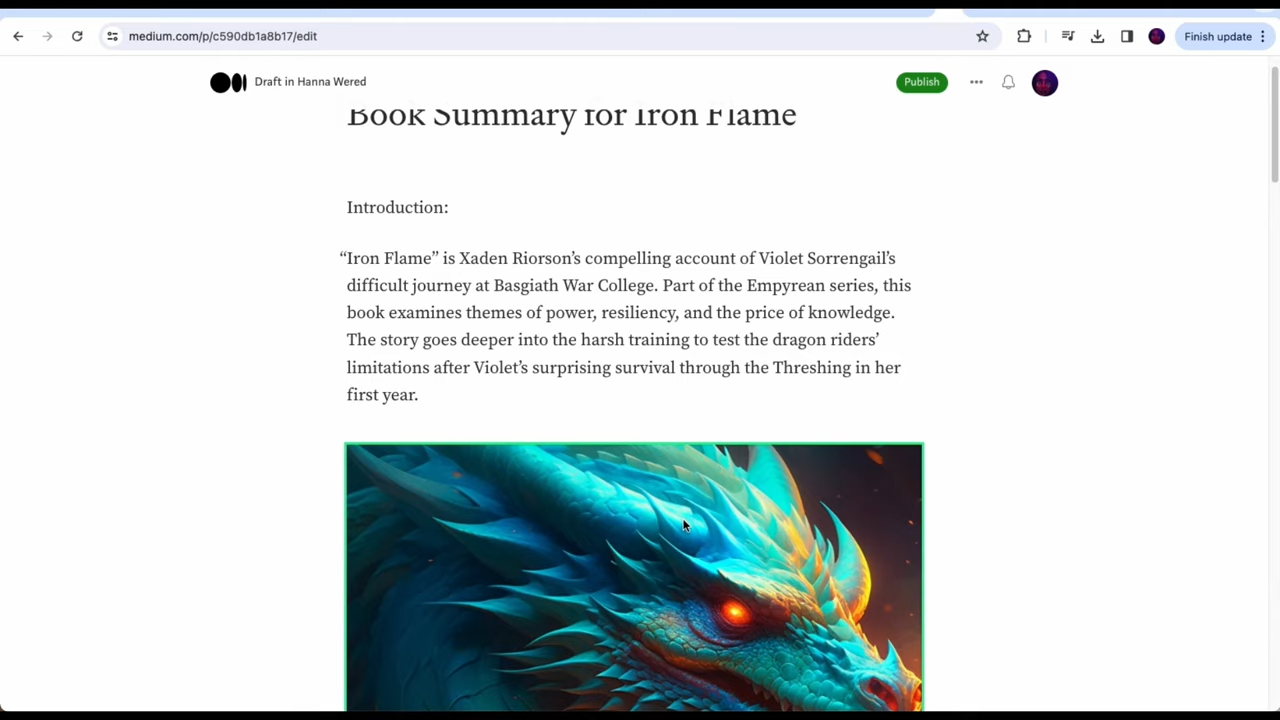 medium.com/p/c590db1a8b17/edit
Finish update
Draft in Hanna Wered
Publish
Book Summary for Iron Flame
Introduction:
“Iron Flame” is Xaden Riorson’s compelling account of Violet Sorrengail’s
difficult journey at Basgiath War College. Part of the Empyrean series, this
book examines themes of power, resiliency, and the price of knowledge.
The story goes deeper into the harsh training to test the dragon riders’
limitations after Violet’s surprising survival through the Threshing in her
first year.